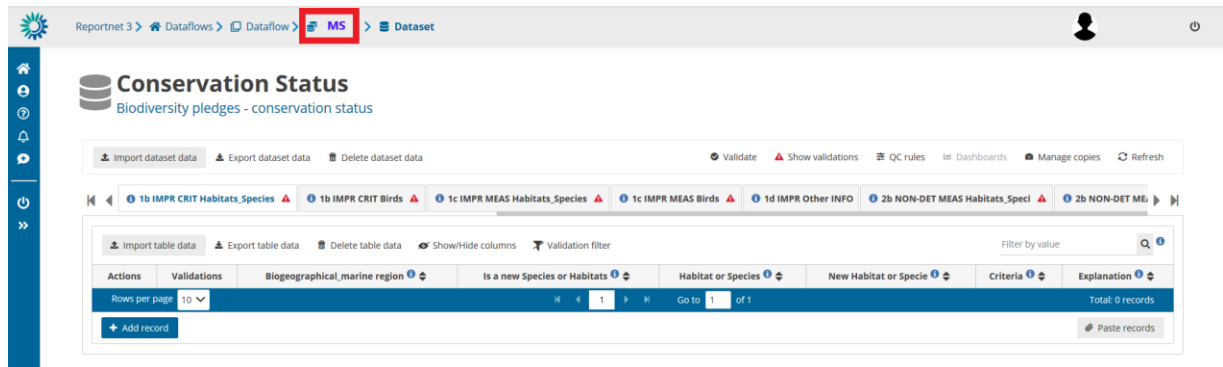 Reportnet 3 > Dataflows > Dataflow > MS > Dataset
Conservation Status
Biodiversity pledges - conservation status
Import dataset data Export dataset data Delete dataset data Validate Show validations QC rules Dashboards Manage copies Refresh
1b IMPR CRIT Habitats_Species 1b IMPR CRIT Birds 1c IMPR MEAS Habitats_Species 1c IMPR MEAS Birds 1d IMPR Other INFO 2b NON-DET MEAS Habitats_Speci 2b NON-DET ME
Import table data Export table data Delete table data Show/Hide columns Validation filter Filter by value
Actions Validations Biogeographical_marine region Is a new Species or Habitats Habitat or Species New Habitat or Specie Criteria Explanation
Rows per page 10 1 Go to 1 of 1 Total: 0 records
+ Add record Paste records